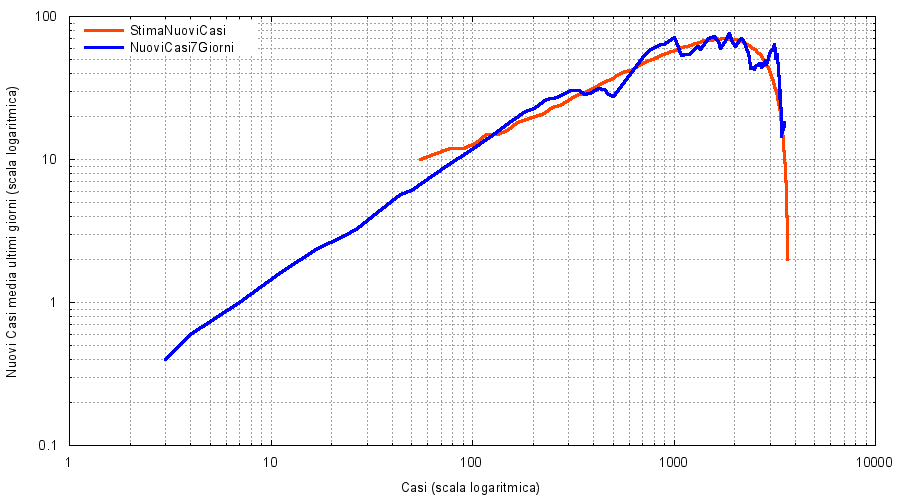 100
StimaNuoviCasi
NuoviCasi7Giorni
10
Nuovi Casi media ultimi giorni (scala logaritmica)
1
0.1
1
10
100
1000
10000
Casi (scala logaritmica)